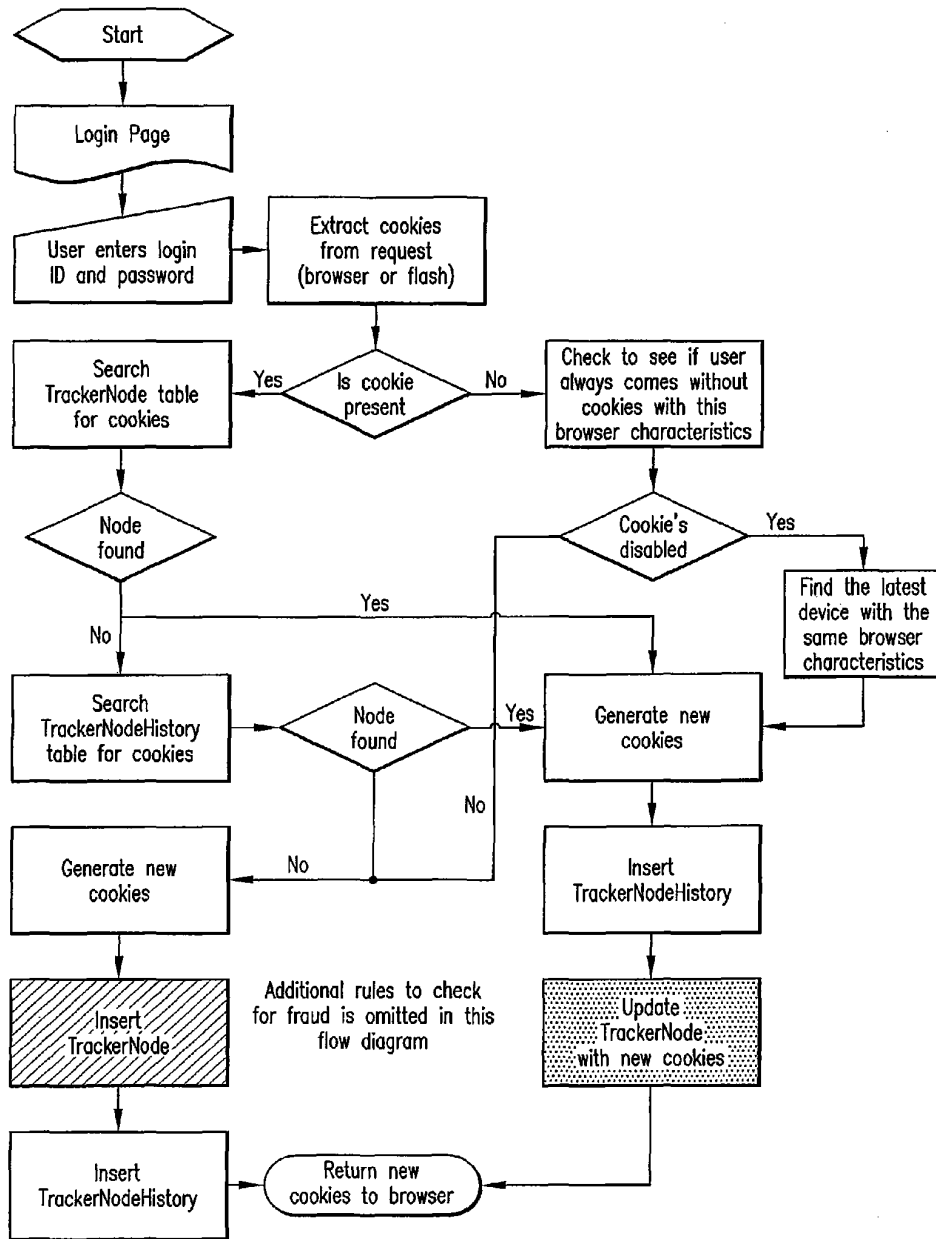 Start
Login Page
User enters login
ID and password
Extract cookies
from request
(browser or flash)
Search
TrackerNode table
for cookies
Yes
Is cookie
present
No
Check to see if user
always comes without
cookies with this
browser characteristics
Node
found
Cookie's
disabled
Yes
Find the latest
device with the
same browser
characteristics
Yes
No
Search
TrackerNodeHistory
table for cookies
Node
found
Yes
Generate new
cookies
No
Generate new
cookies
No
Insert
TrackerNodeHistory
Insert
TrackerNode
Additional rules to check
for fraud is omitted in this
flow diagram
Update
TrackerNode
with new cookies
Insert
TrackerNodeHistory
Return new
cookies to browser